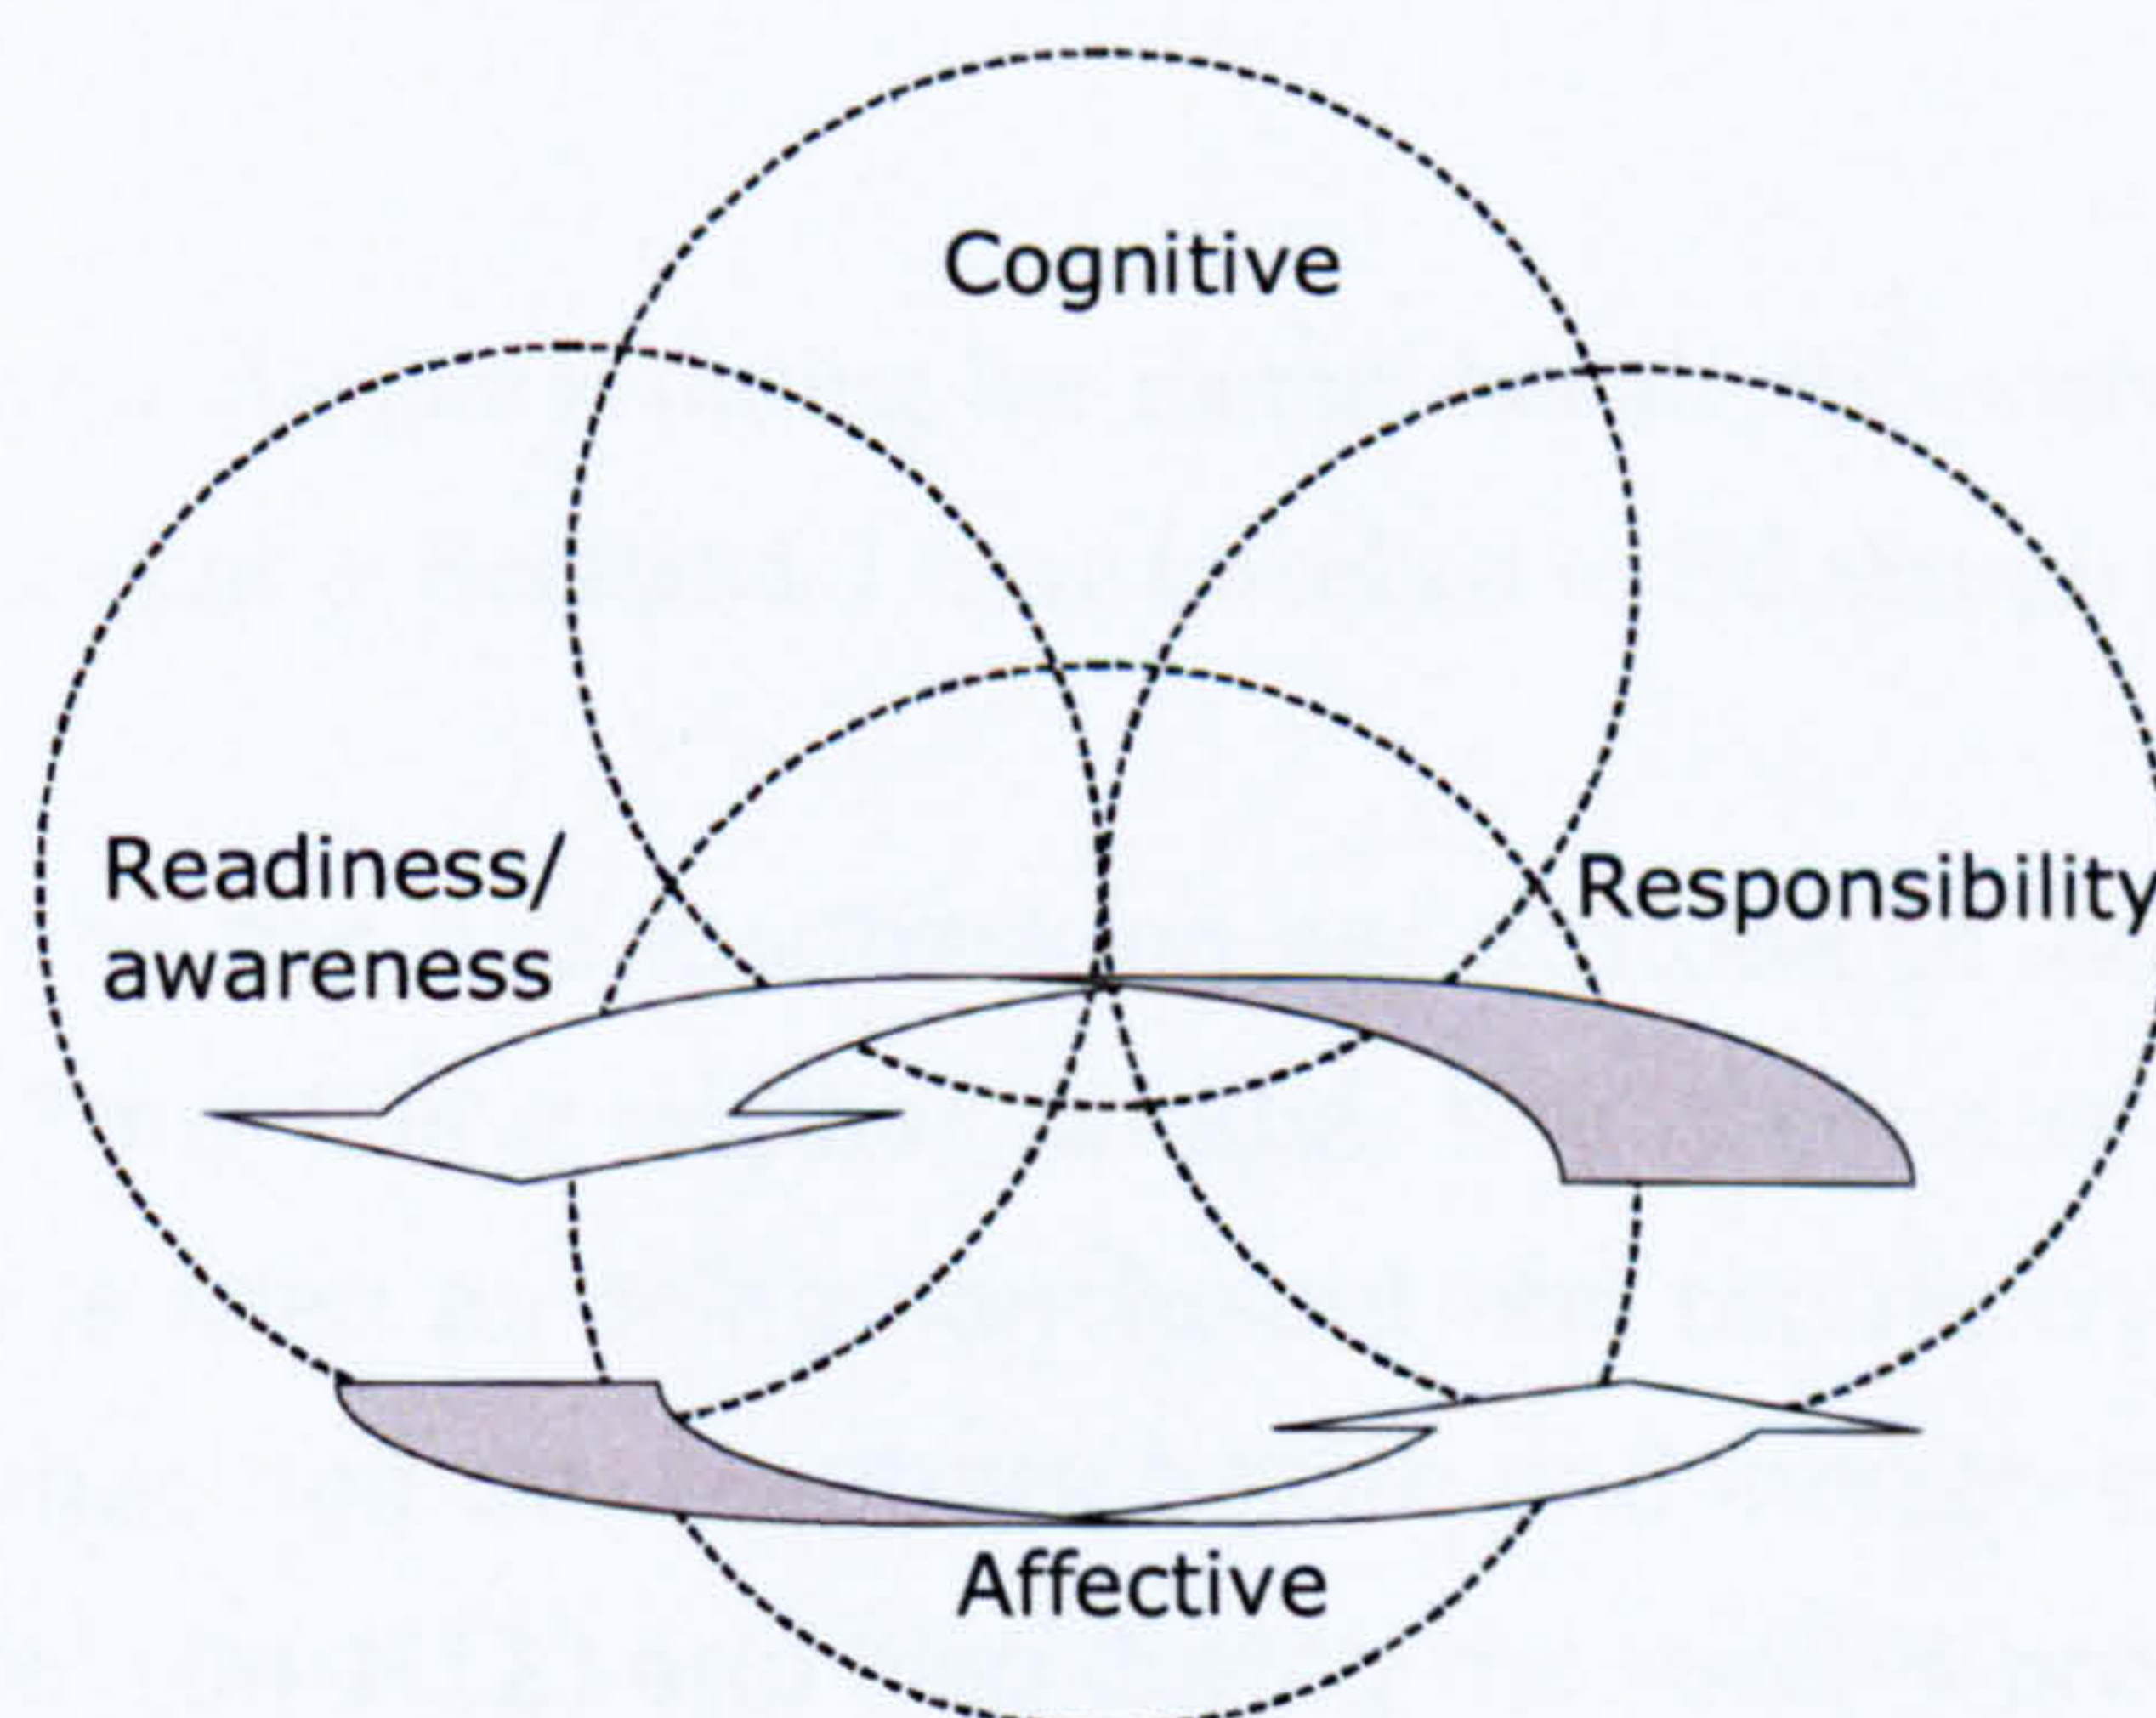 Cognitive
Readiness/
awareness
Responsibility
Affective